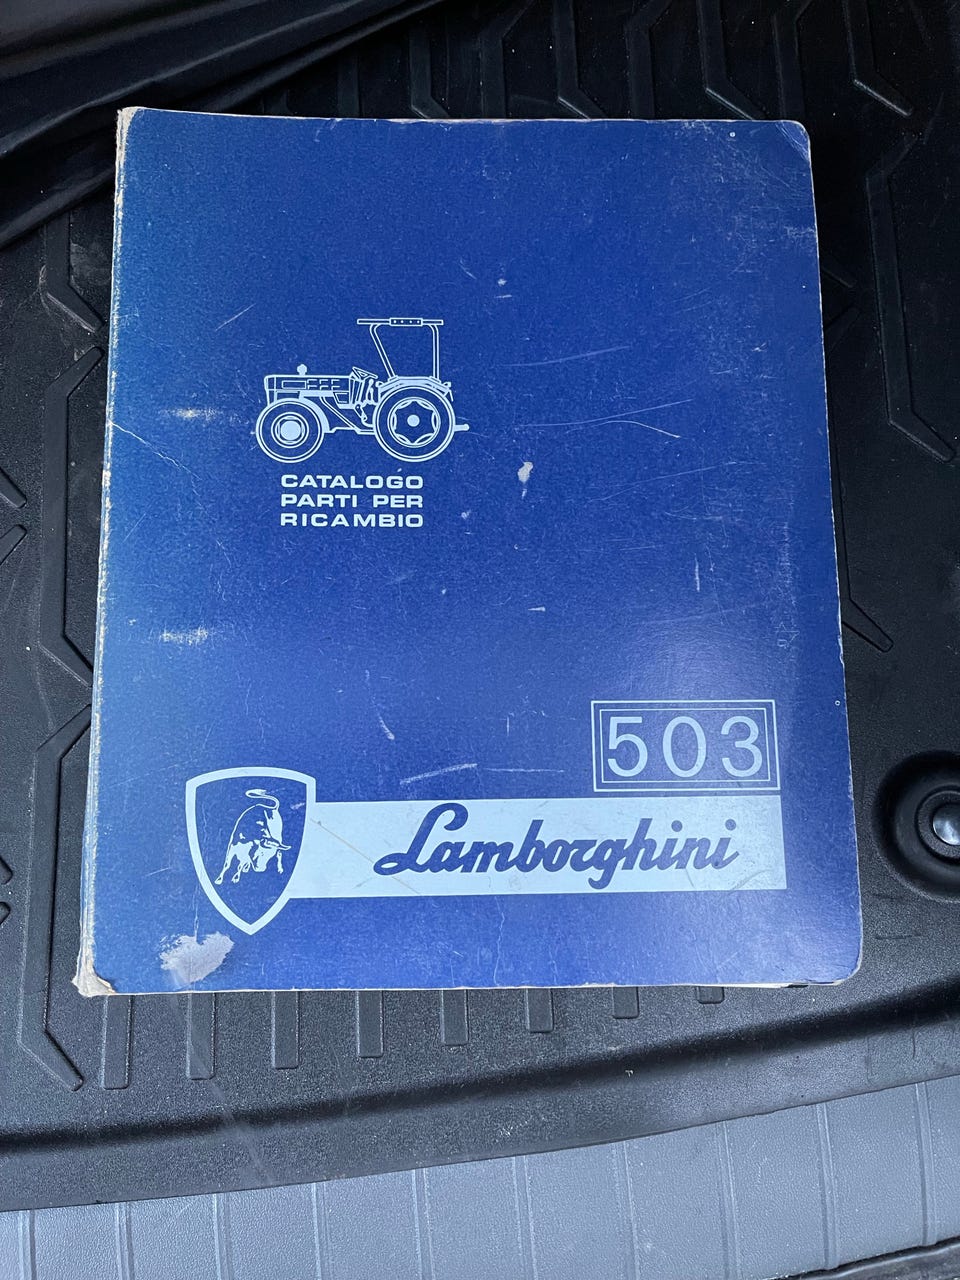 CATALOGO
PARTI PER
RICAMBIO
503
Lamborghini